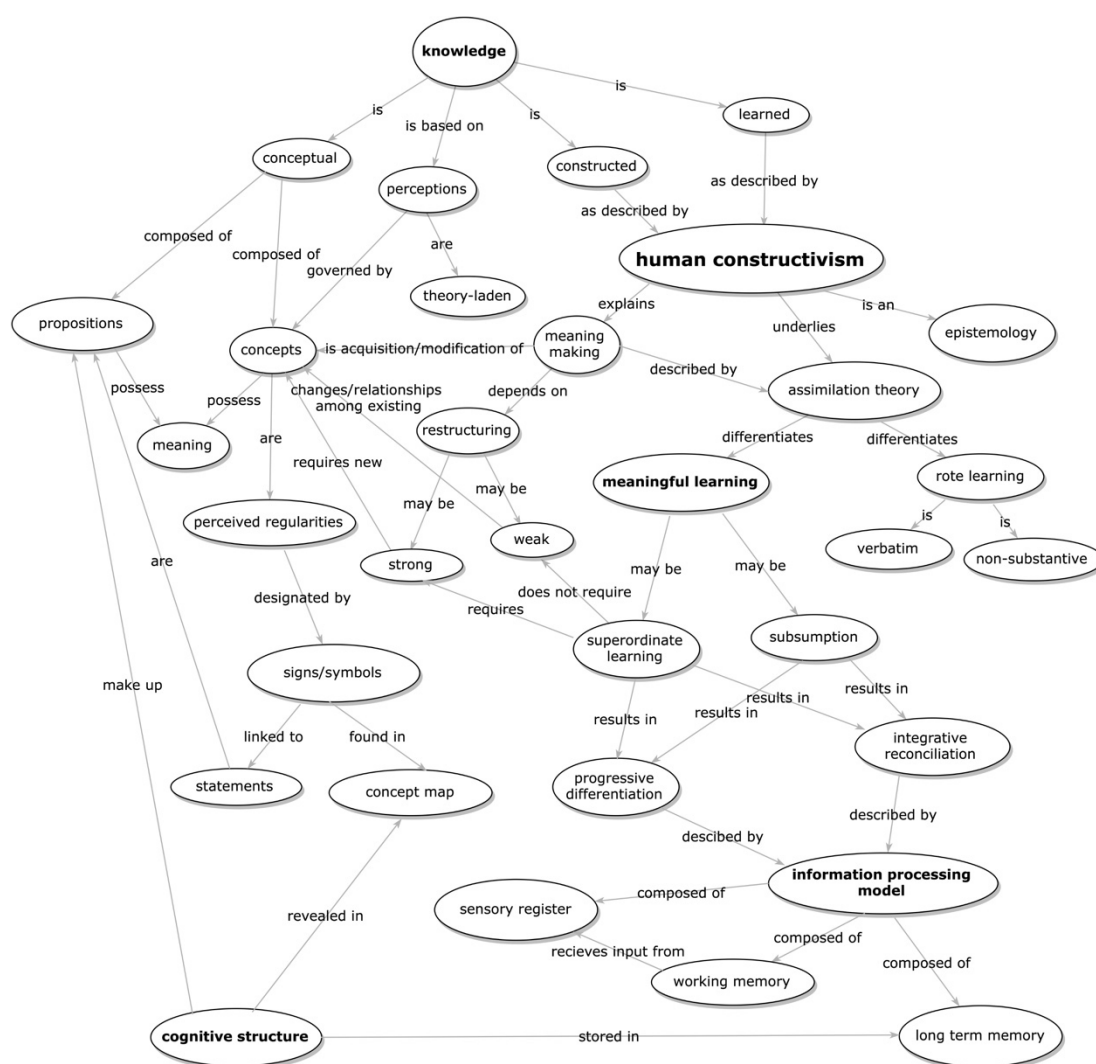 knowledge
is
is
is based on
is
learned
conceptual
constructed
perceptions
as described by
as described by
composed of
composed of
are
governed by
human constructivism
theory-laden
explains
is an
propositions
underlies
epistemology
concepts
is acquisition/modification of
meaning
making
described by
possess
possess
changes/relationships
among existing
depends on
assimilation theory
meaning
are
restructuring
differentiates
differentiates
requires new
meaningful learning
rote learning
may be
may be
perceived regularities
is
is
weak
verbatim
non-substantive
are
strong
may be
may be
does not require
designated by
requires
superordinate
learning
subsumption
signs/symbols
make up
results in
results in
results in
results in
linked to
found in
integrative
reconciliation
statements
concept map
progressive
differentiation
descibed by
described by
information processing
model
composed of
sensory register
revealed in
recieves input from
composed of
composed of
working memory
cognitive structure
stored in
long term memory